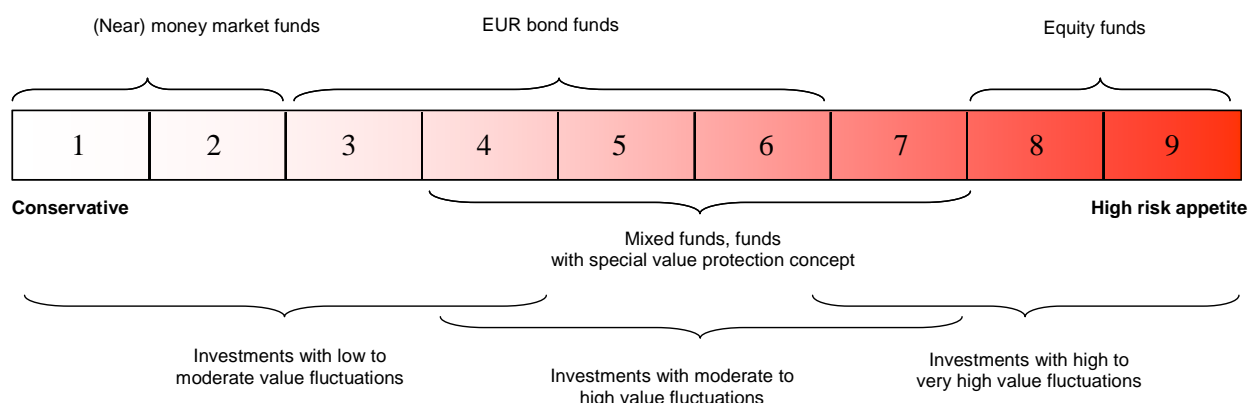 (Near) money market funds
EUR bond funds
Equity funds
1 2 3 4 5 6 7 8 9
Conservative
High risk appetite
Mixed funds, funds
with special value protection concept
Investments with low to
moderate value fluctuations
Investments with moderate to
high value fluctuations
Investments with high to
very high value fluctuations